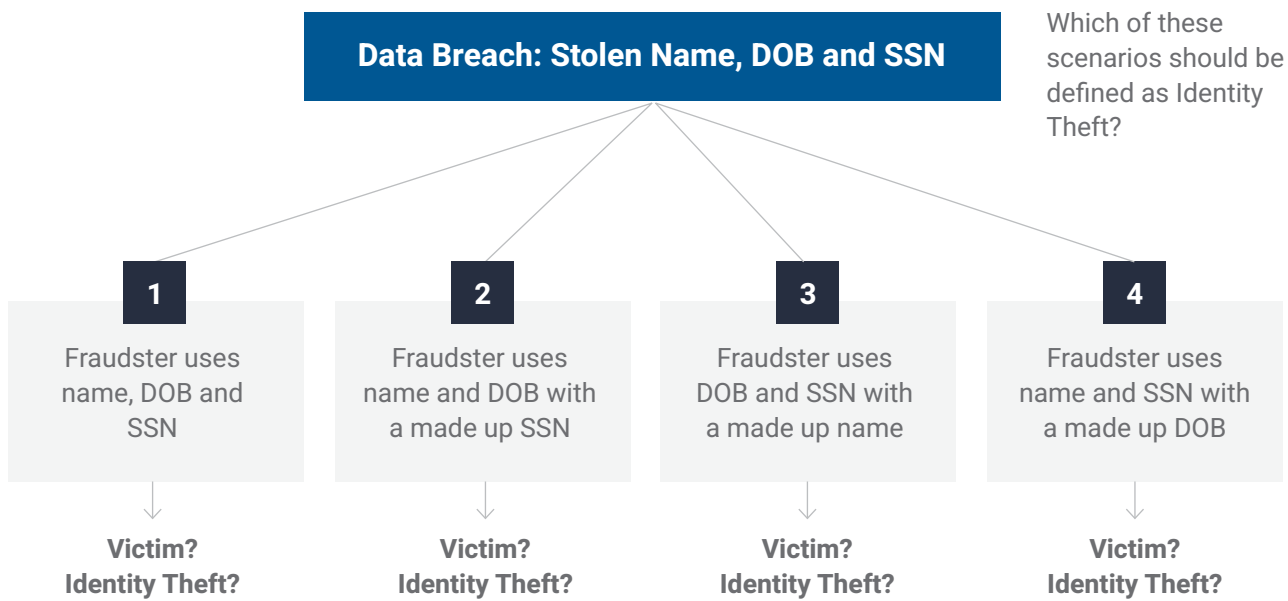 Data Breach: Stolen Name, DOB and SSN
Which of these
scenarios should be
defined as Identity
Theft?
1
Fraudster uses
name, DOB and
SSN
Victim?
Identity Theft?
2
Fraudster uses
name and DOB with
a made up SSN
Victim?
Identity Theft?
3
Fraudster uses
DOB and SSN with
a made up name
Victim?
Identity Theft?
4
Fraudster uses
name and SSN with
a made up DOB
Victim?
Identity Theft?